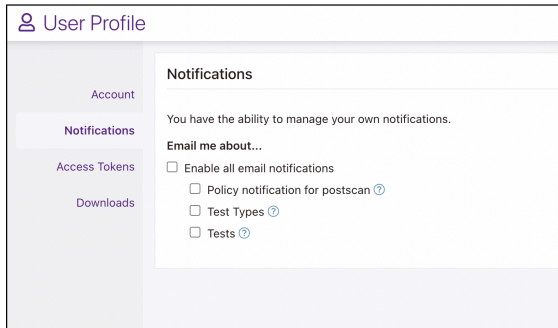 User Profile
Account
Notifications
Access Tokens
Downloads
Notifications
You have the ability to manage your own notifications.
Email me about...
Enable all email notifications
Policy notification for postscan ?
Test Types ?
Tests ?